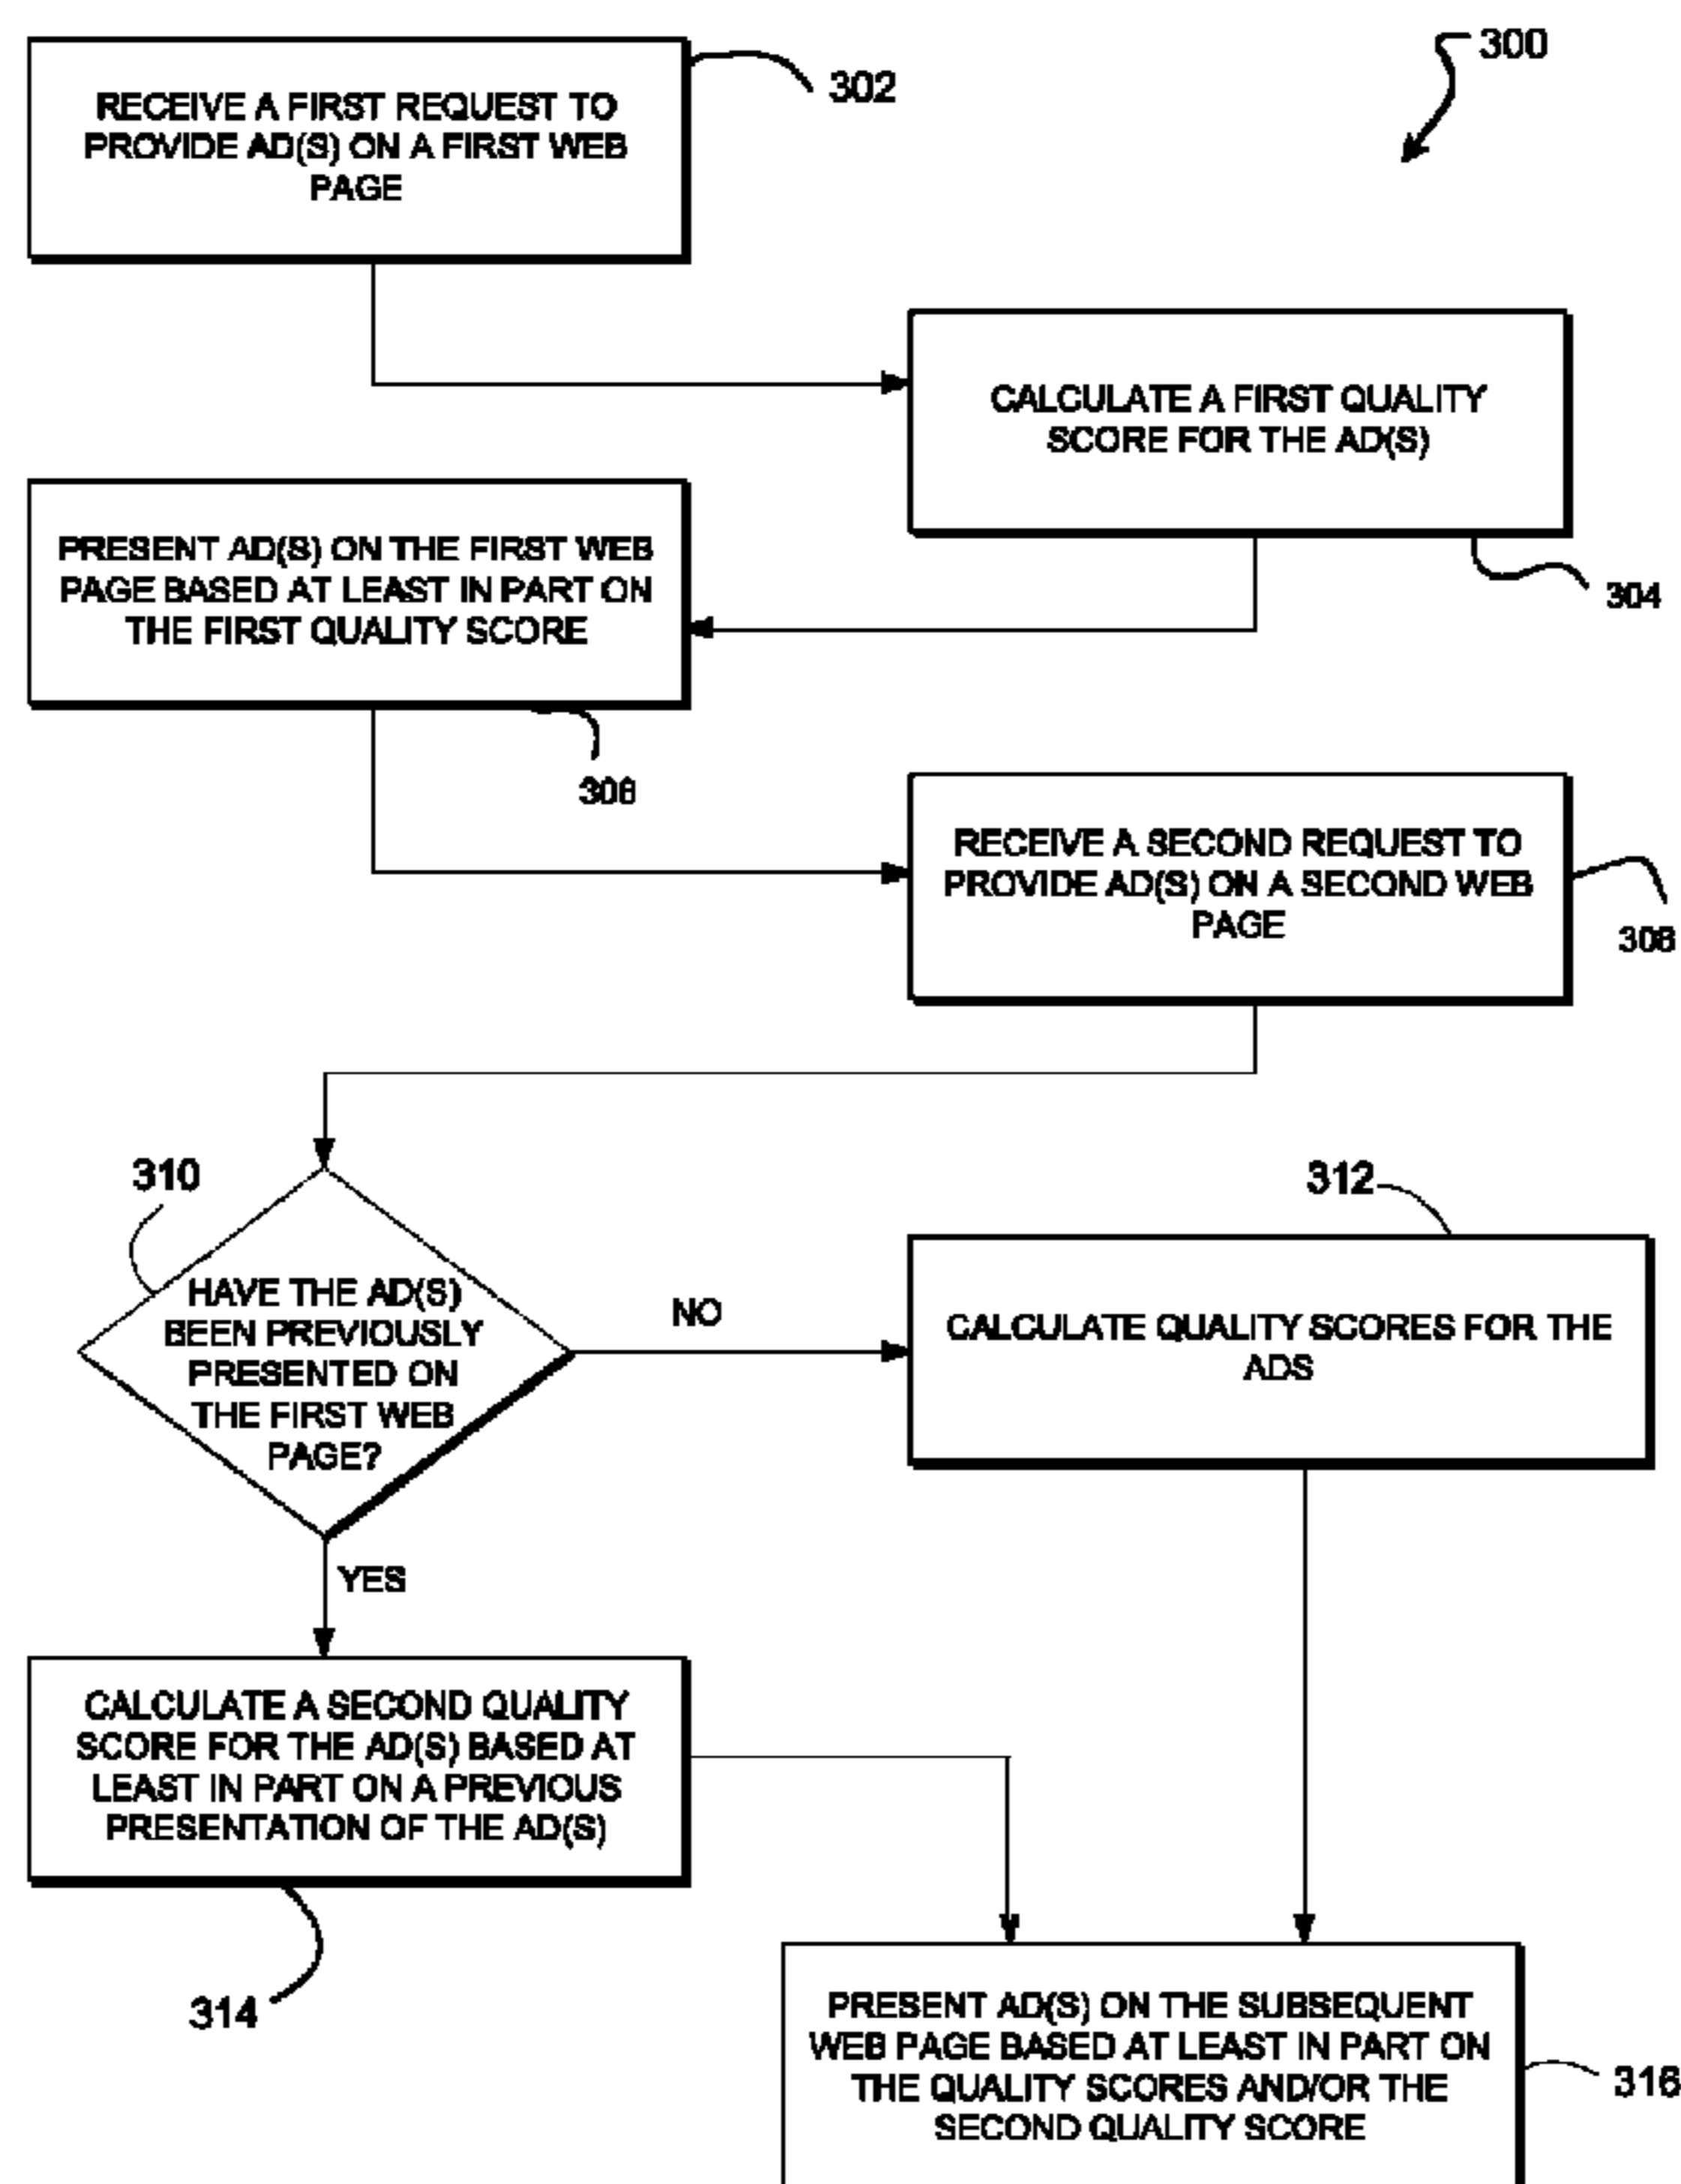 300
302
RECEIVE A FIRST REQUEST TO
PROVIDE AD(S) ON A FIRST WEB
PAGE
CALCULATE A FIRST QUALITY
SCORE FOR THE AD(S)
304
PRESENT AD(S) ON THE FIRST WEB
PAGE BASED AT LEAST IN PART ON
THE FIRST QUALITY SCORE
306
RECEIVE A SECOND REQUEST TO
PROVIDE AD(S) ON A SECOND WEB
PAGE
308
310
HAVE THE AD(S)
BEEN PREVIOUSLY
PRESENTED ON
THE FIRST WEB
PAGE?
NO
312
CALCULATE QUALITY SCORES FOR THE
ADS
YES
CALCULATE A SECOND QUALITY
SCORE FOR THE AD(S) BASED AT
LEAST IN PART ON A PREVIOUS
PRESENTATION OF THE AD(S)
314
PRESENT AD(S) ON THE SUBSEQUENT
WEB PAGE BASED AT LEAST IN PART ON
THE QUALITY SCORES AND/OR THE
SECOND QUALITY SCORE
316